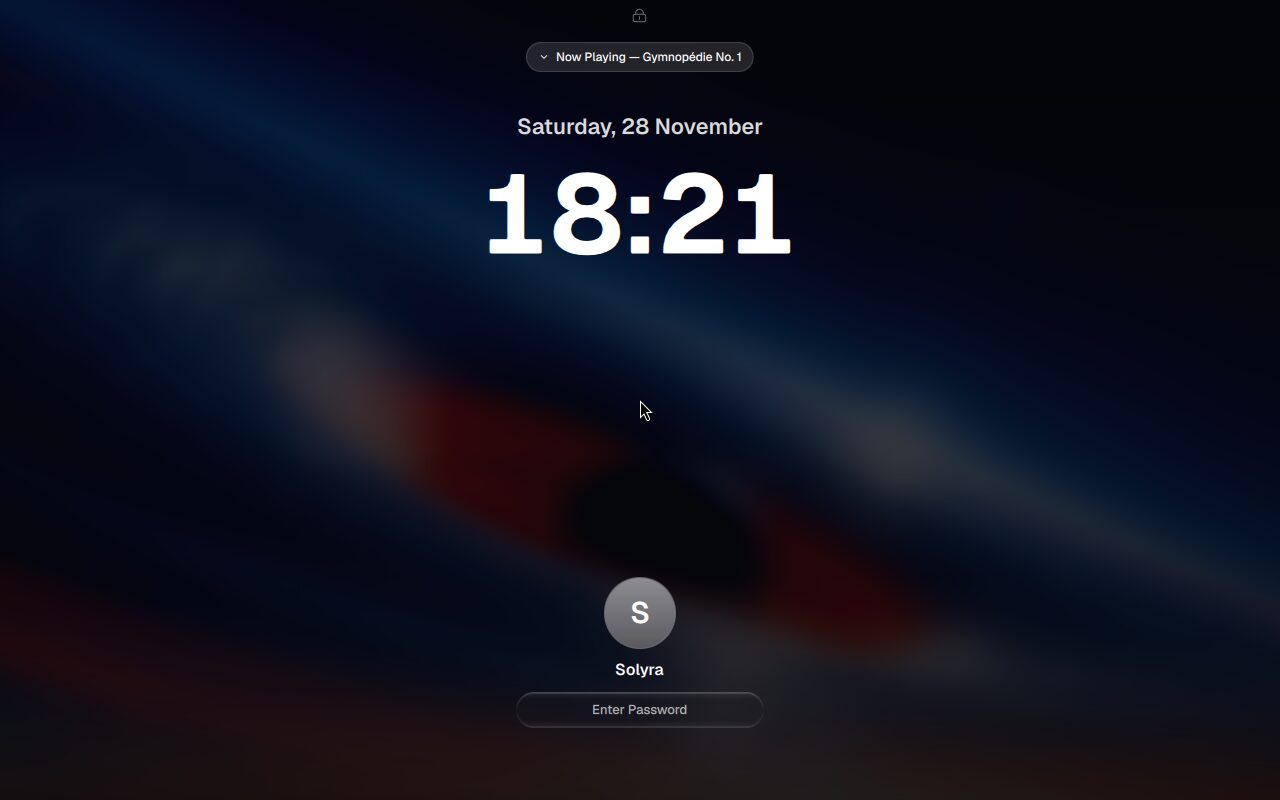 Now Playing — Gymnopédie No. 1
Saturday, 28 November
18:21
S
Solyra
Enter Password